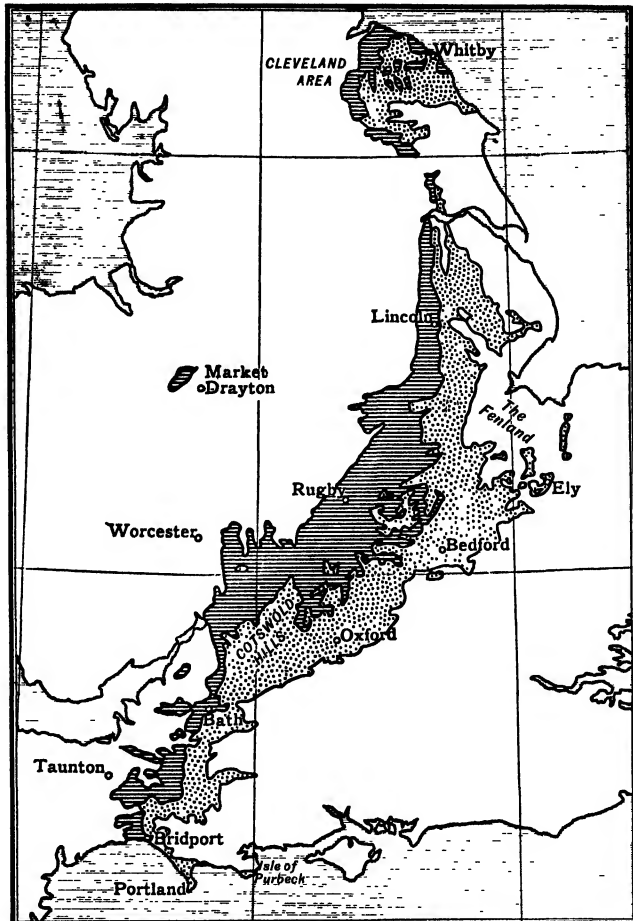 Whitby
CLEVELAND
AREA
Lincoln
Market
Drayton
The
Fenland
Rugby
Ely
Worcester
Bedford
COTSWOLD
HILLS
Oxford
Bath
Taunton
Bridport
Isle of
Purbeck
Portland